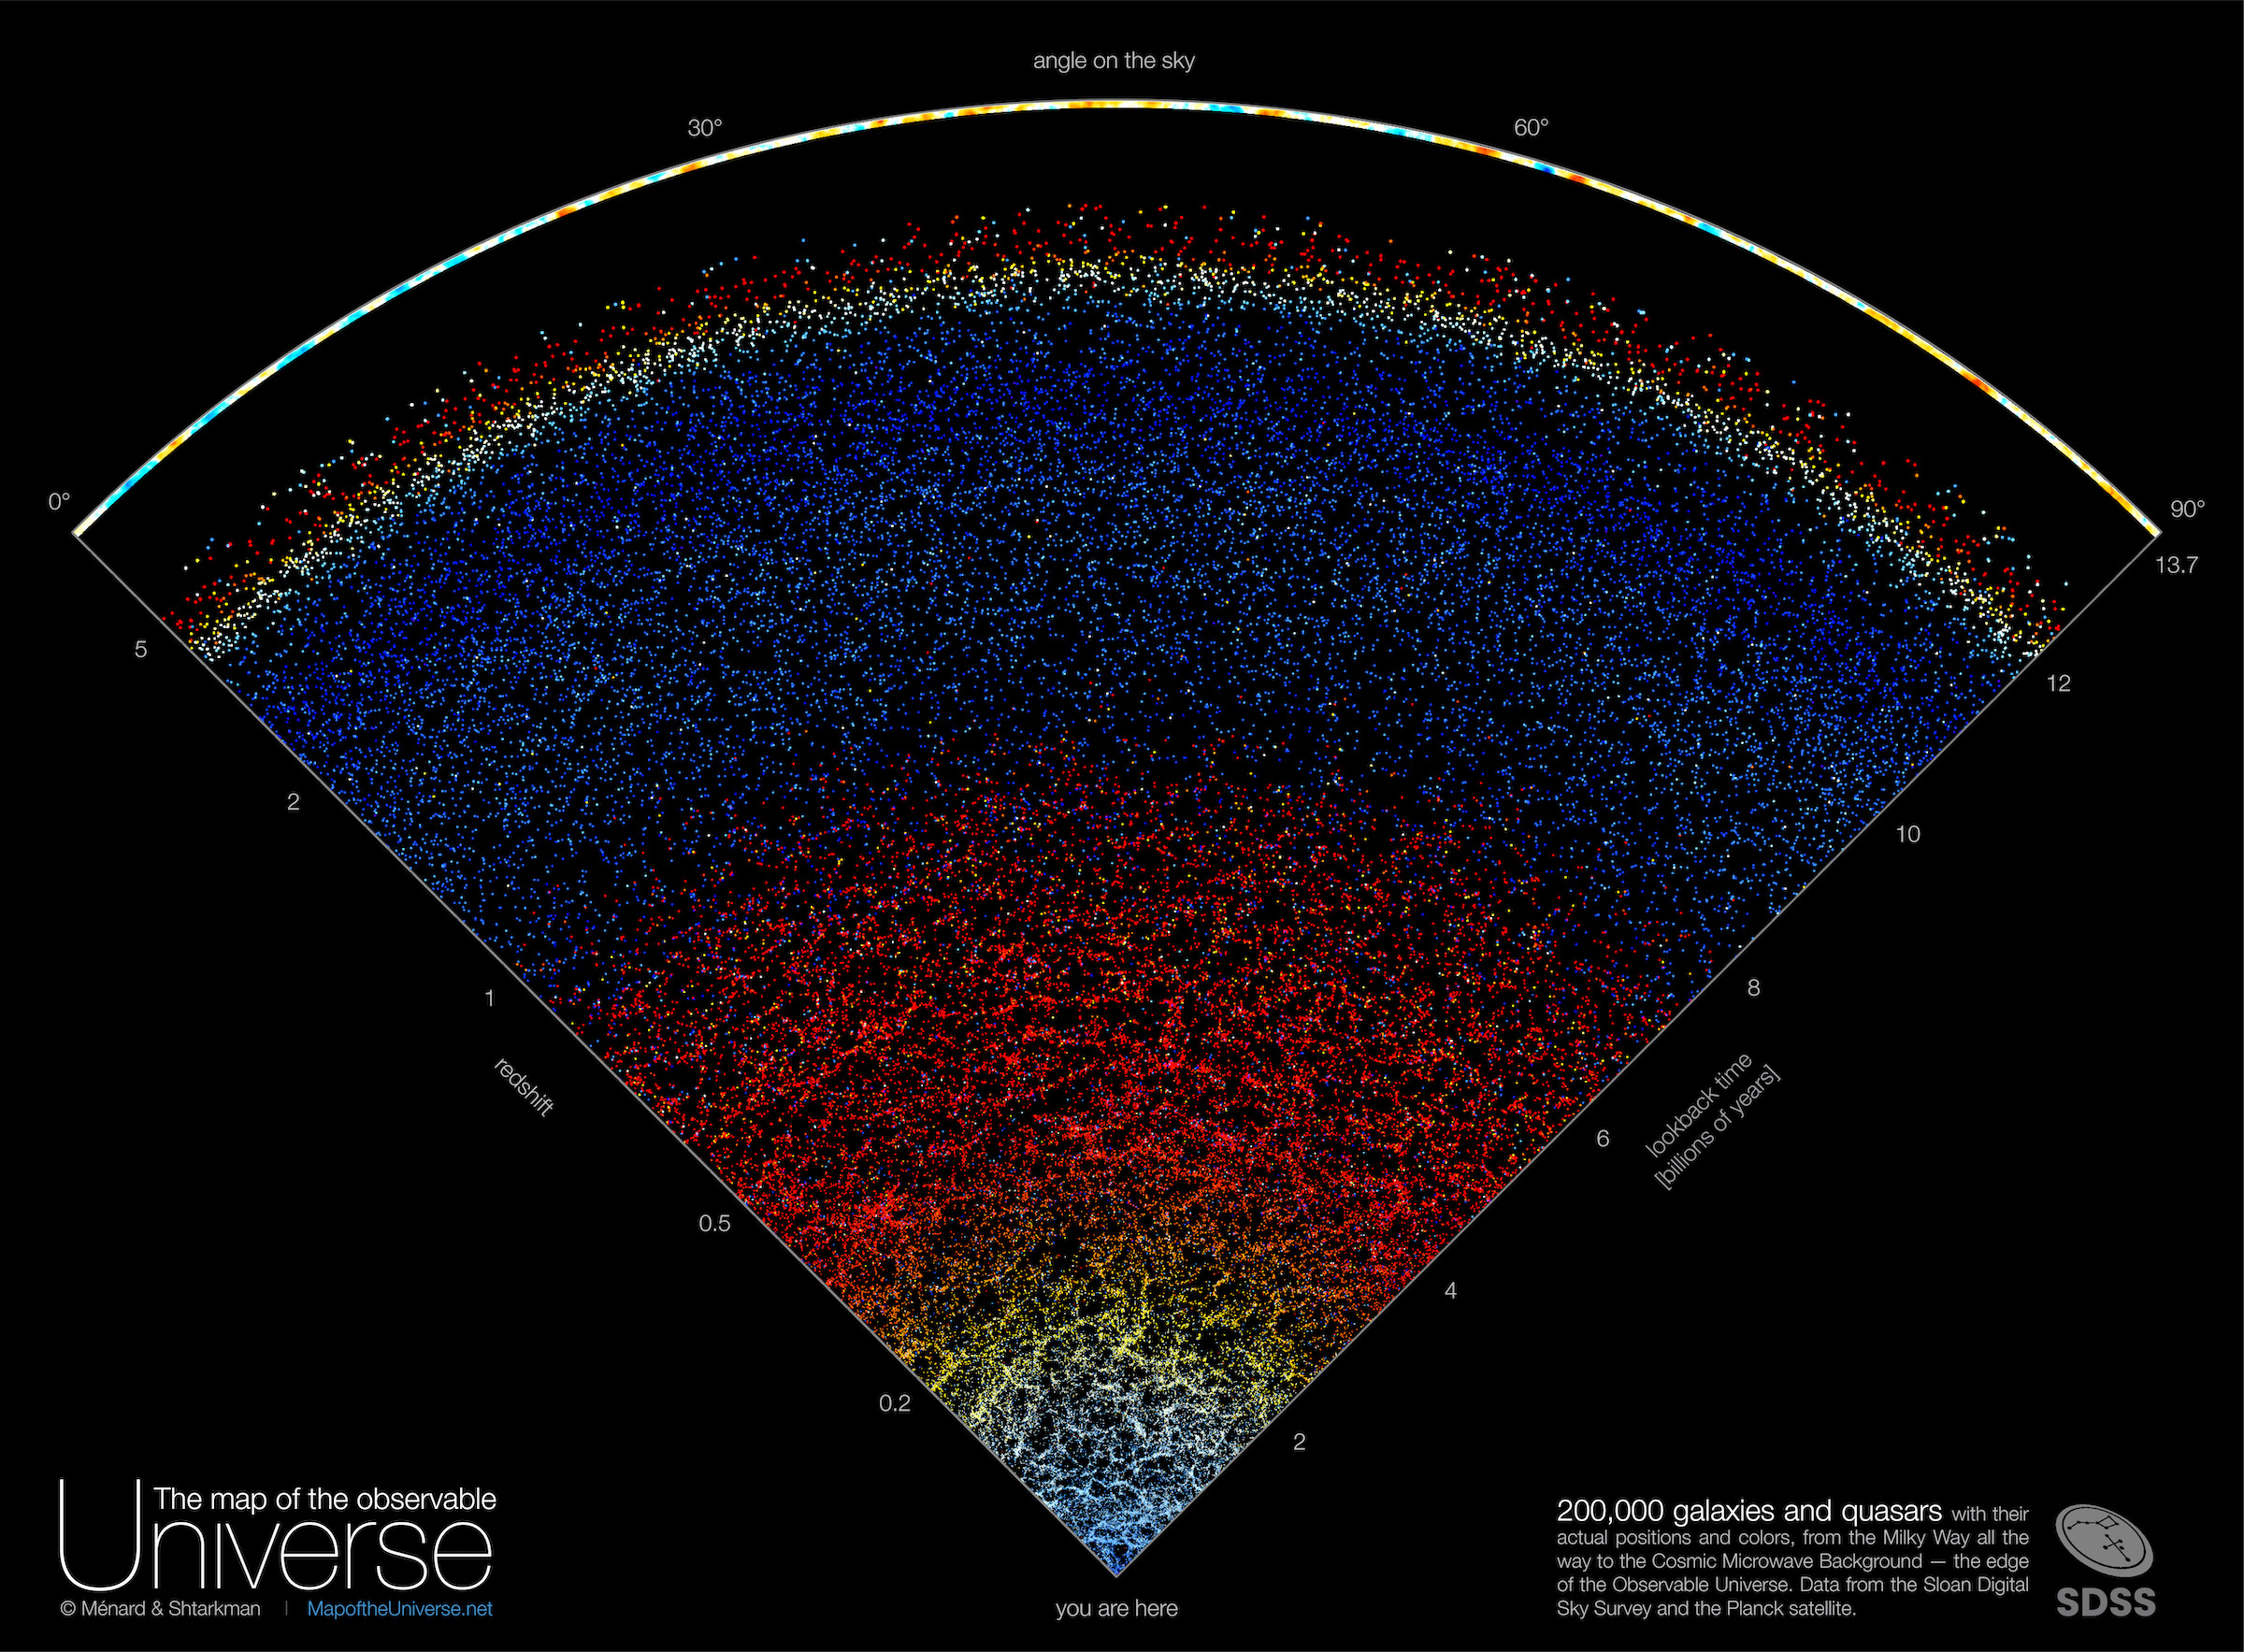 angle on the sky
30°
60°
0°
90°
13.7
5
12
2
10
1
8
redshift
lookback time
[billions of years]
6
0.5
4
0.2
2
you are here
The map of the observable
Universe
© Ménard & Shtarkman | MapoftheUniverse.net
200,000 galaxies and quasars with their
actual positions and colors, from the Milky Way all the
way to the Cosmic Microwave Background — the edge
of the Observable Universe. Data from the Sloan Digital
Sky Survey and the Planck satellite.
SDSS